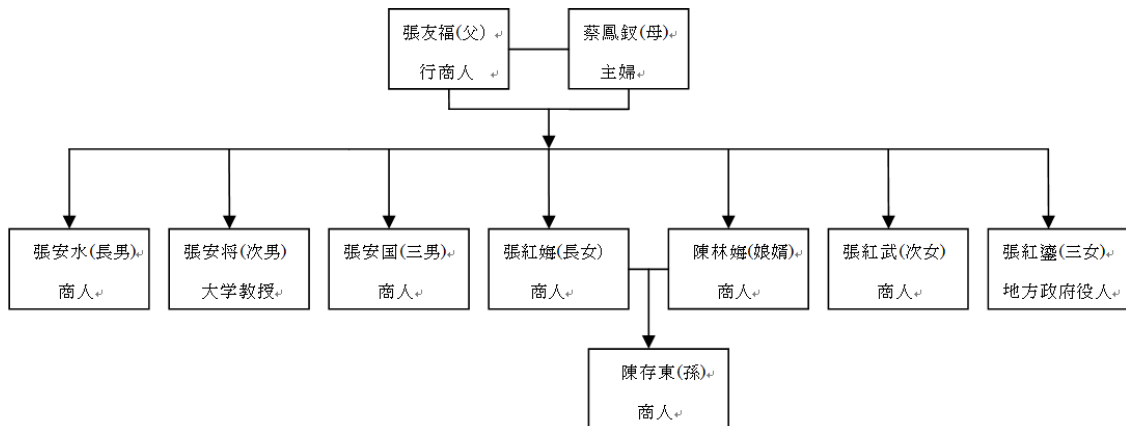 張友福(父)
行商人
蔡鳳釵(母)
主婦
張安水(長男)
商人
張安将(次男)
大学教授
張安国(三男)
商人
張紅娒(長女)
商人
陳林娒(娘婿)
商人
張紅武(次女)
商人
張紅鎏(三女)
地方政府役人
陳存東(孫)
商人